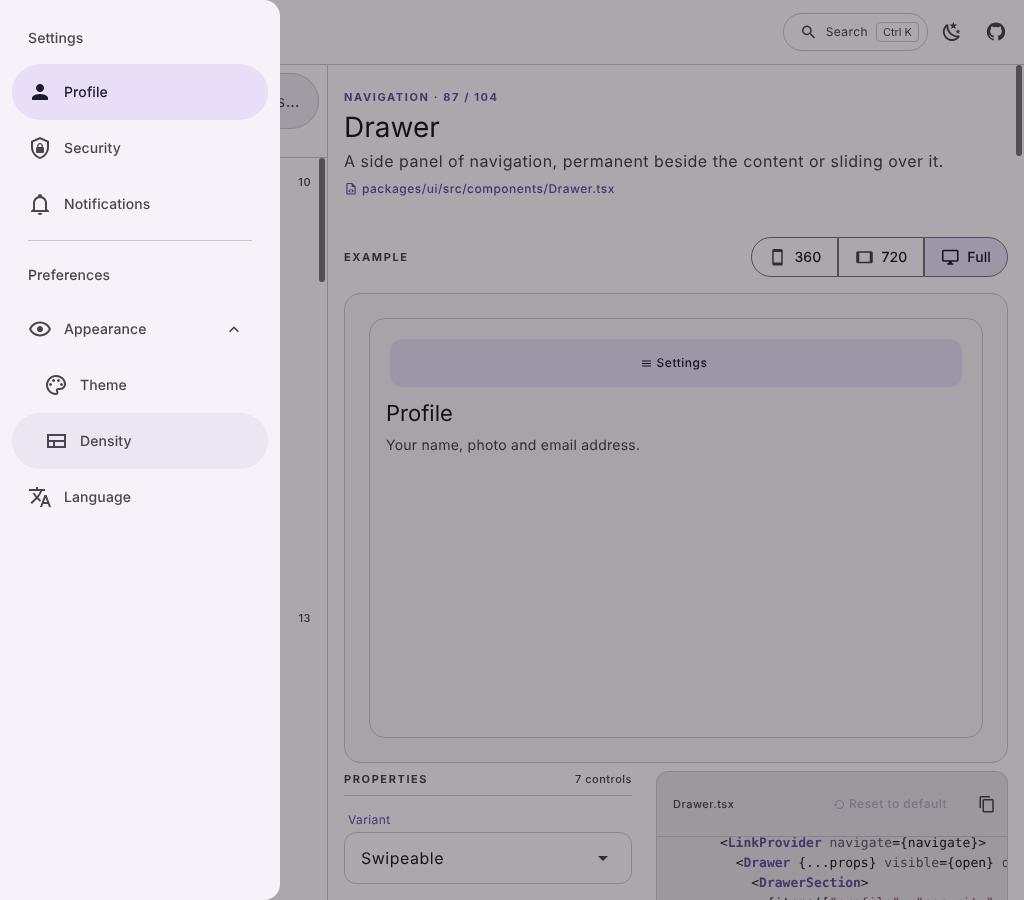 Settings
Profile
Security
Notifications
Preferences
Appearance
Theme
Density
Language
Search Ctrl K
s...
10
13
NAVIGATION · 87 / 104
Drawer
A side panel of navigation, permanent beside the content or sliding over it.
packages/ui/src/components/Drawer.tsx
EXAMPLE
360 720 Full
Settings
Profile
Your name, photo and email address.
PROPERTIES 7 controls
Variant
Swipeable
Drawer.tsx Reset to default
<LinkProvider navigate={navigate}>
<Drawer {...props} visible={open}
<DrawerSection>